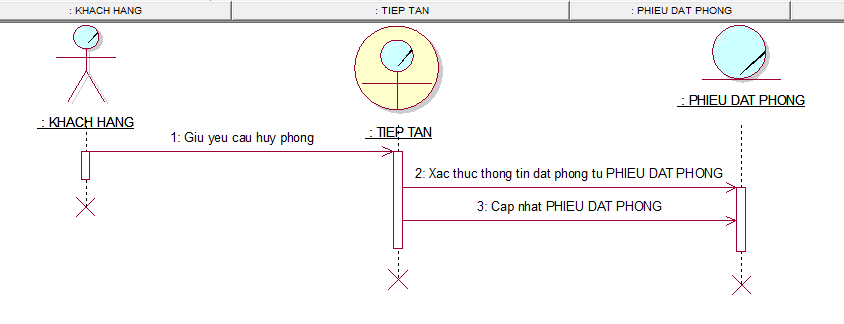 : KHACH HANG
: TIEP TAN
: PHIEU DAT PHONG
: KHACH HANG
: TIEP TAN
: PHIEU DAT PHONG
1: Giu yeu cau huy phong
2: Xac thuc thong tin dat phong tu PHIEU DAT PHONG
3: Cap nhat PHIEU DAT PHONG